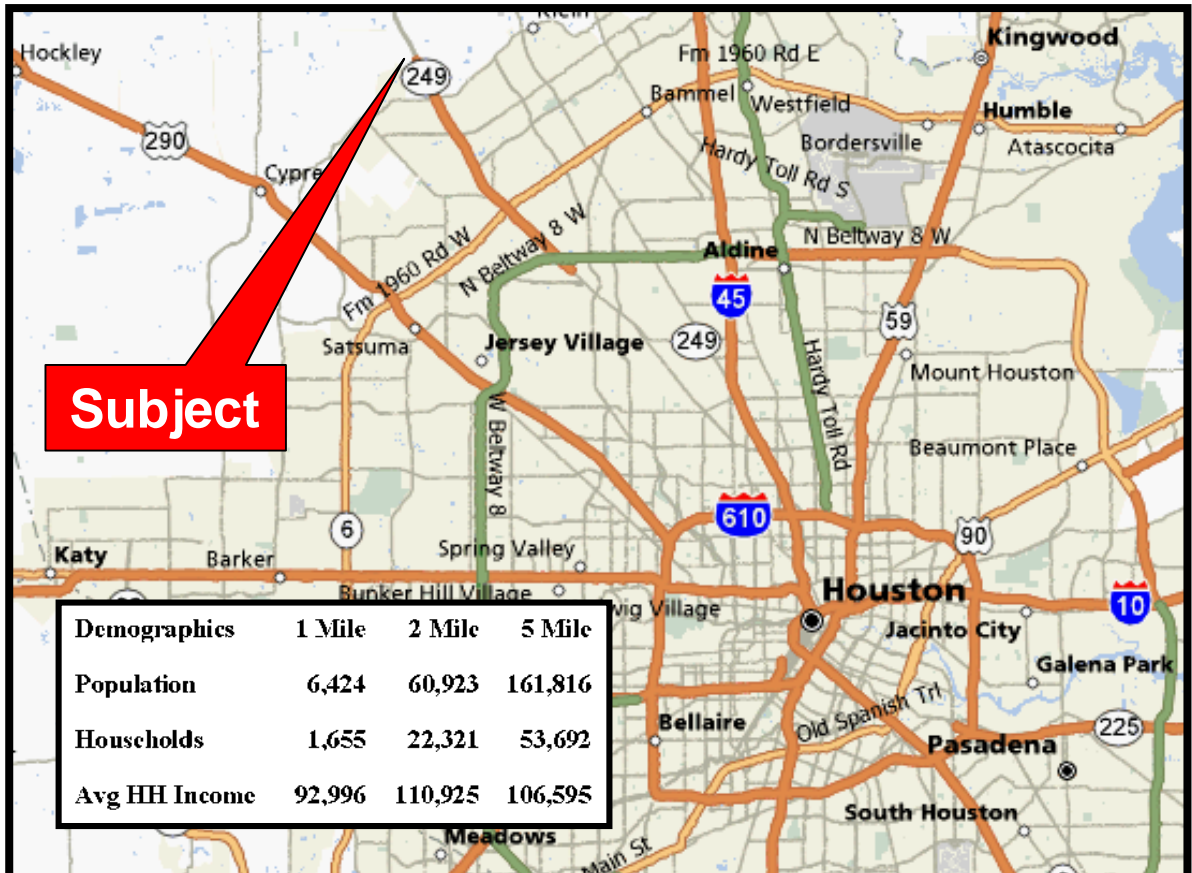 Hockley
Fm 1960 Rd E
Kingwood
249
Bammel
Westfield
Humble
290
Bordersville
Atascocita
Hardy Toll Rd S
N Beltway 8 W
N Beltway 8 W
Aldine
Fm 1960 Rd W
45
59
Satsuma
Jersey Village
249
Hardy Toll Rd
Mount Houston
Subject
W Beltway 8
Beaumont Place
610
6
90
Katy
Barker
Spring Valley
Bunker Hill Village
Houston
10
Village
Jacinto City
Galena Park
Demographics 1 Mile 2 Mile 5 Mile
Population 6,424 60,923 161,816
Households 1,655 22,321 53,692
Avg HH Income 92,996 110,925 106,595
Bellaire
Old Spanish Trl
225
Pasadena
South Houston
Meadows
Main St